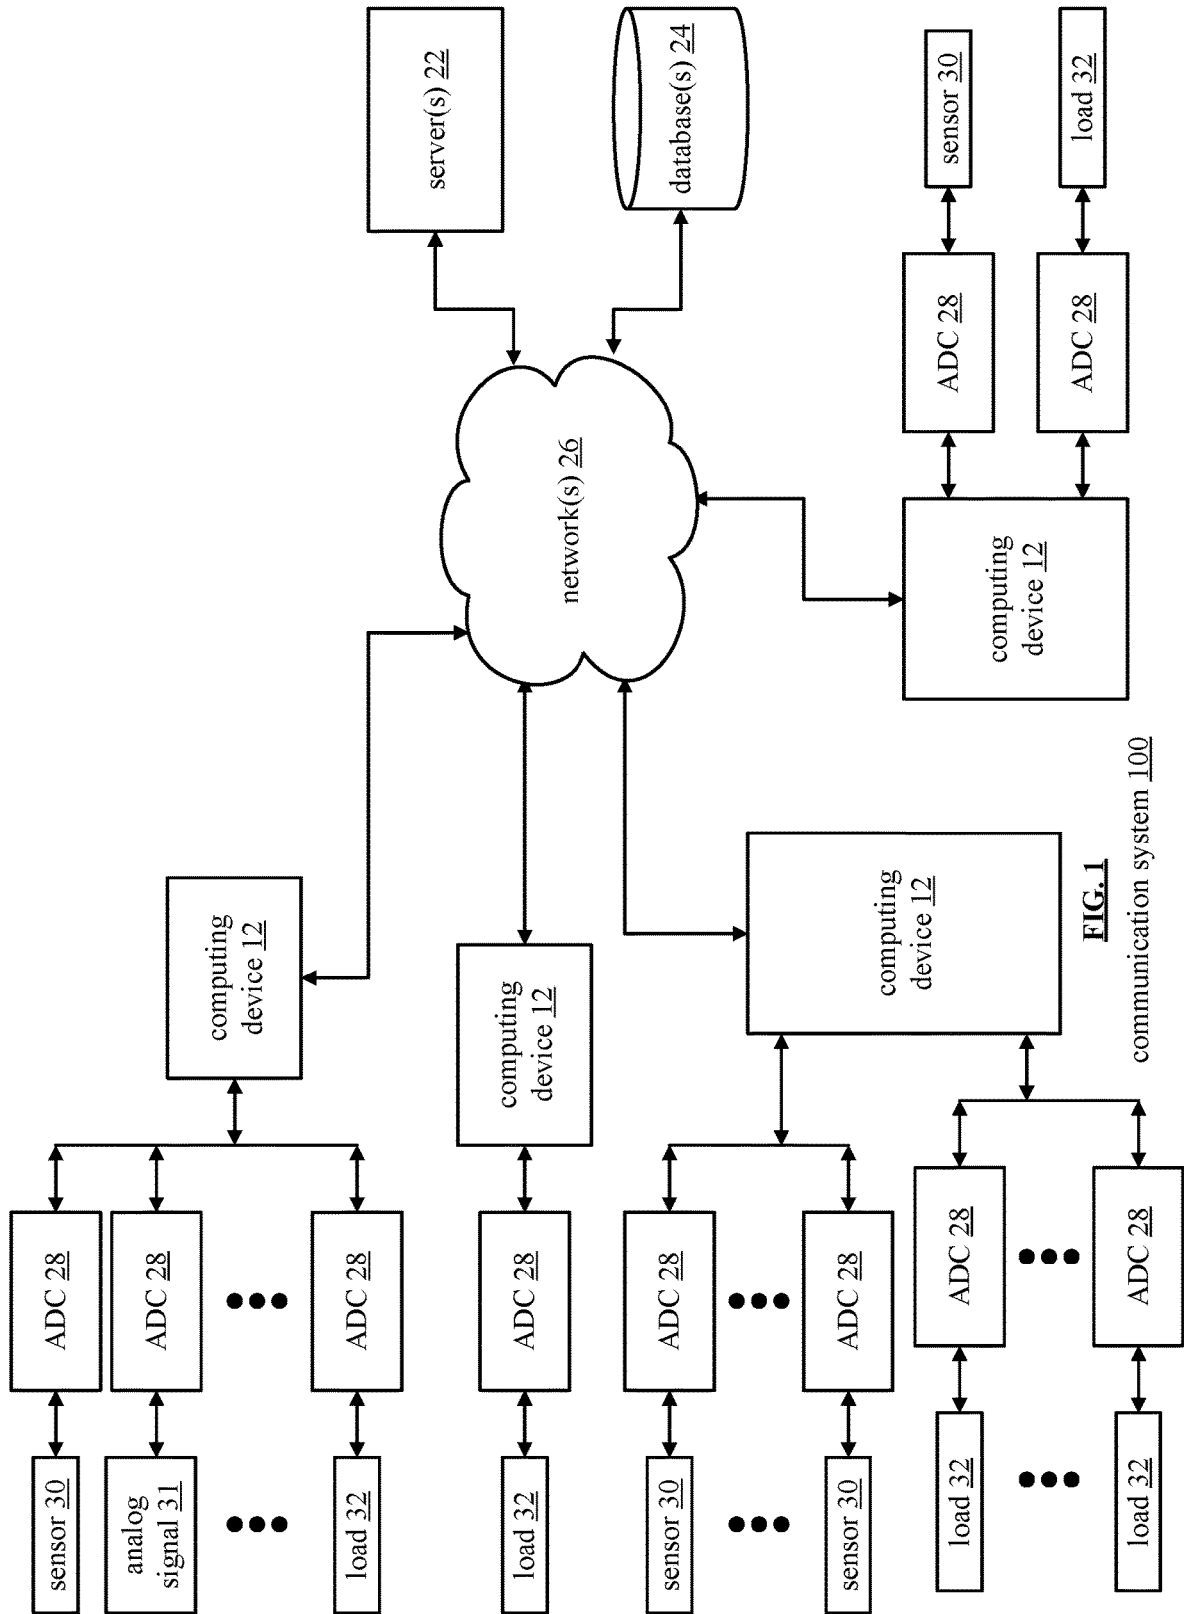 sensor 30
ADC 28
analog
signal 31
ADC 28
load 32
ADC 28
computing
device 12
server(s) 22
load 32
ADC 28
computing
device 12
network(s) 26
database(s) 24
sensor 30
ADC 28
sensor 30
ADC 28
load 32
ADC 28
load 32
ADC 28
computing
device 12
computing
device 12
ADC 28
sensor 30
ADC 28
load 32
FIG. 1
communication system 100